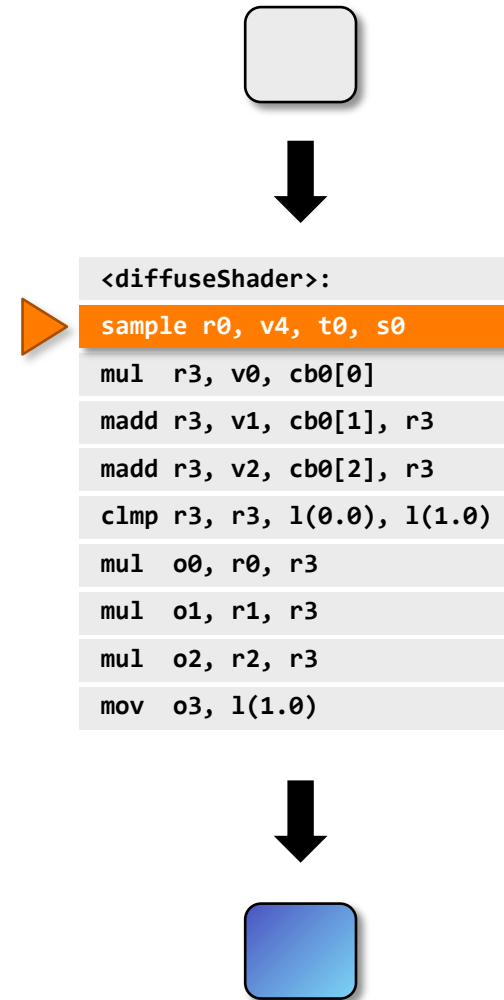 <diffuseShader>:
sample r0, v4, t0, s0
mul  r3, v0, cb0[0]
madd r3, v1, cb0[1], r3
madd r3, v2, cb0[2], r3
clmp r3, r3, l(0.0), l(1.0)
mul  o0, r0, r3
mul  o1, r1, r3
mul  o2, r2, r3
mov  o3, l(1.0)